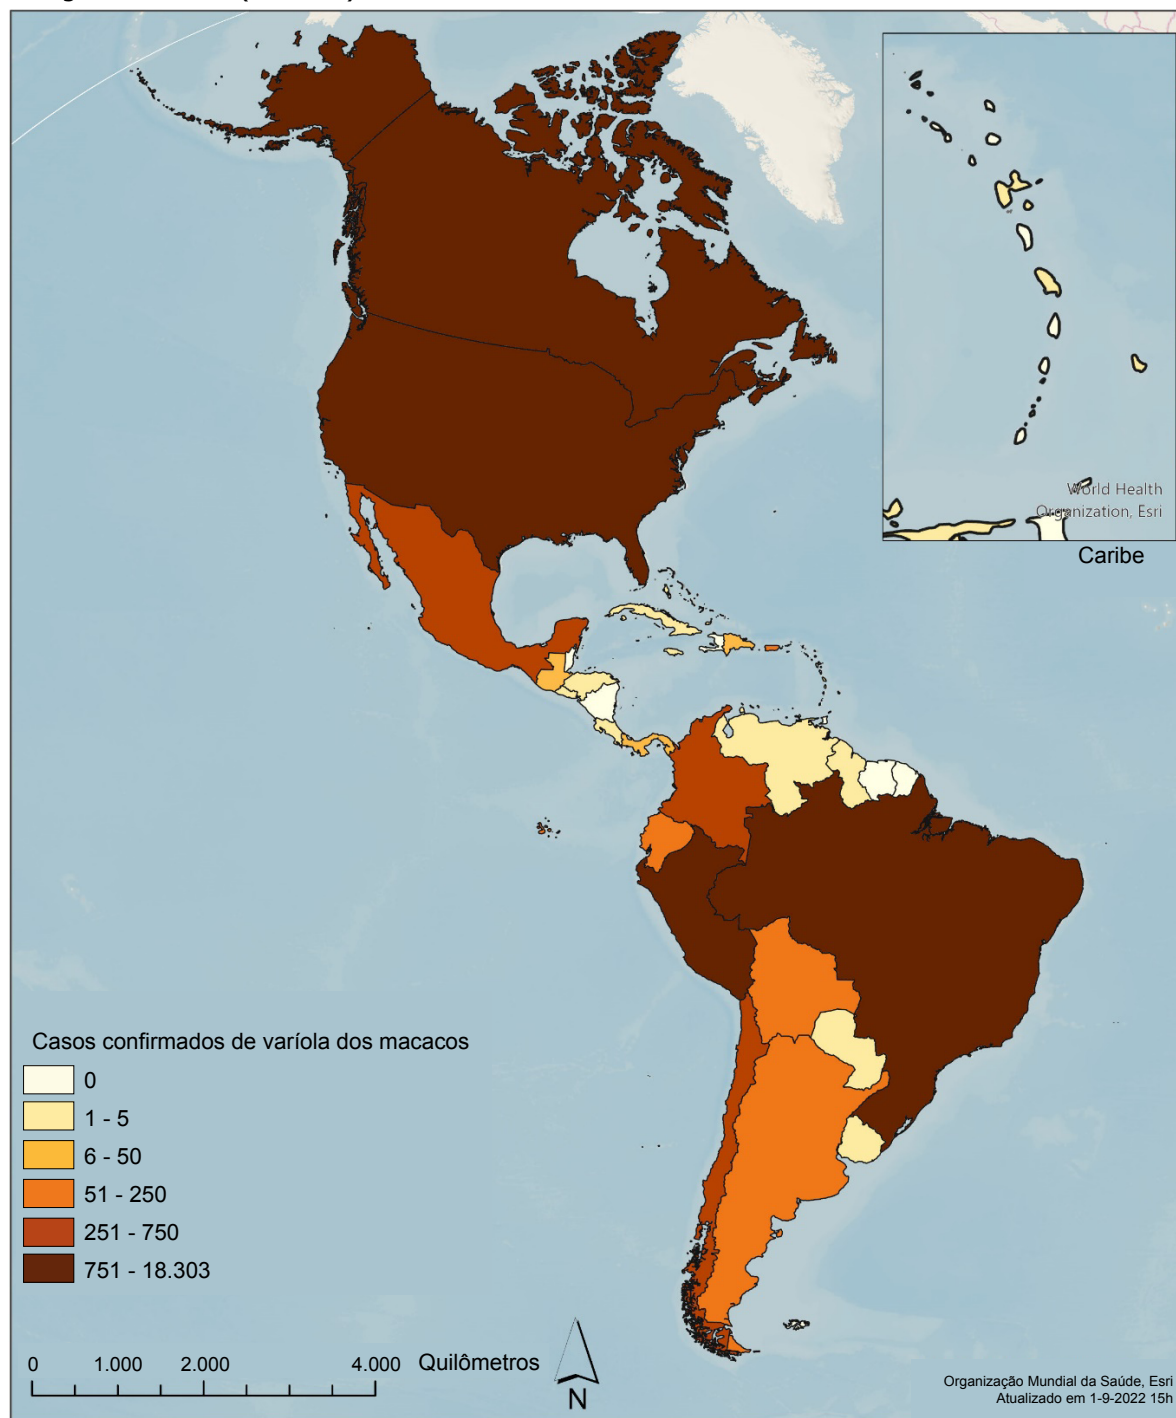 World Health
Organization, Esri
Caribe
Casos confirmados de varíola dos macacos
0
1 - 5
6 - 50
51 - 250
251 - 750
751 - 18.303
0 1.000 2.000 4.000 Quilômetros
N
Organização Mundial da Saúde, Esri
Atualizado em 1-9-2022 15h